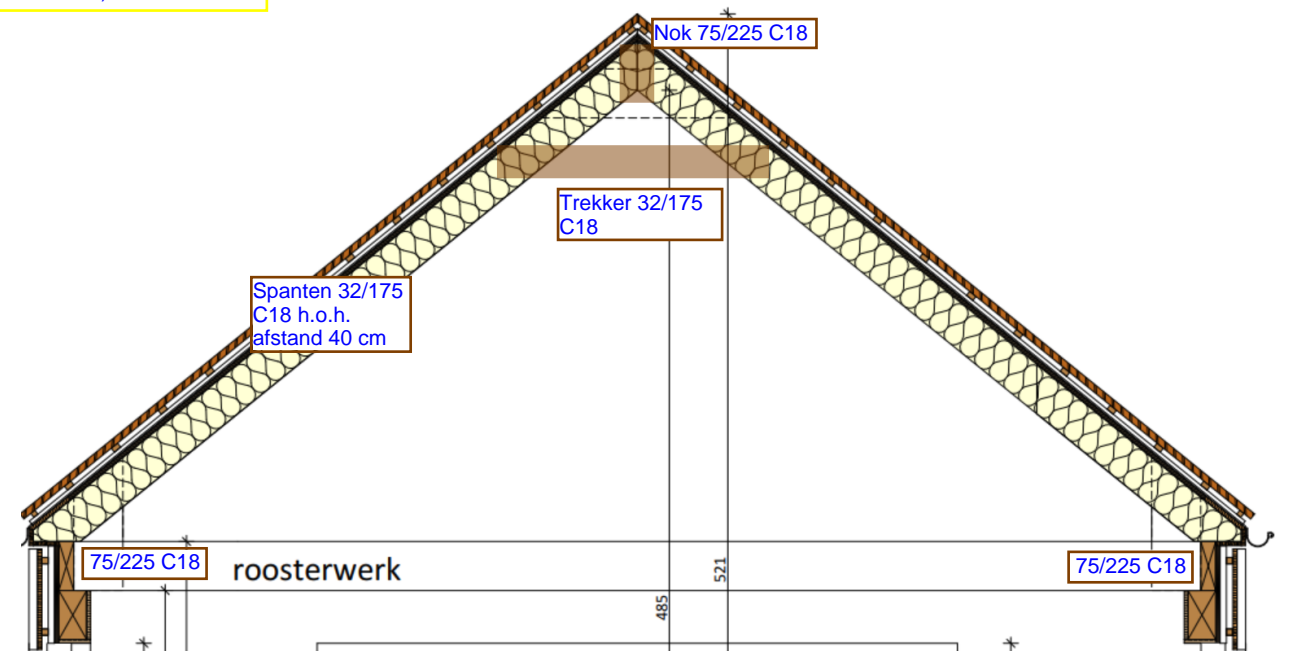 Nok 75/225 C18
Trekker 32/175
C18
Spanten 32/175
C18 h.o.h.
afstand 40 cm
75/225 C18
roosterwerk
75/225 C18
521
485